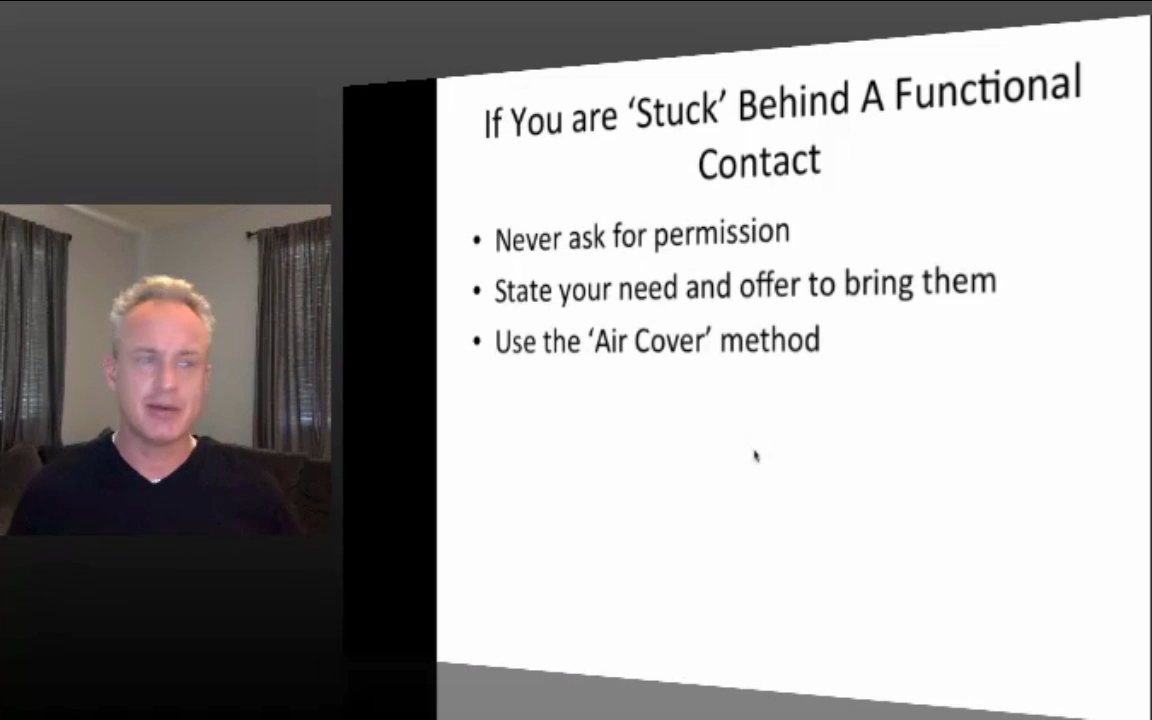 If You are ‘Stuck’ Behind A Functional
Contact
• Never ask for permission
• State your need and offer to bring them
• Use the ‘Air Cover’ method